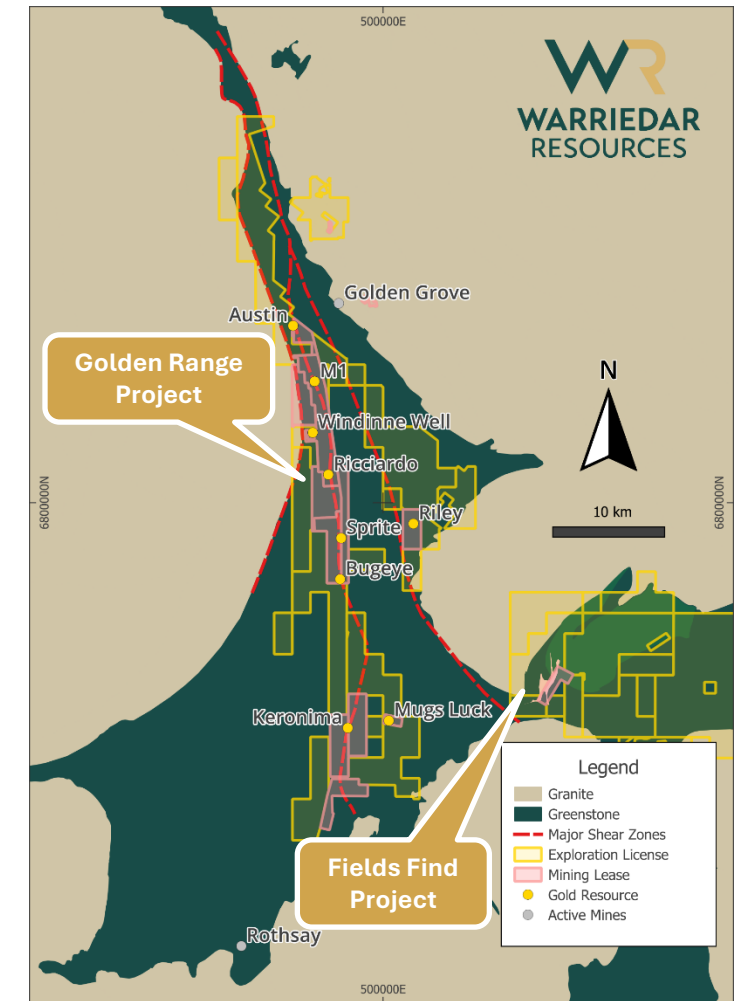 500000E
WR
WARRIEDAR
RESOURCES
Golden Grove
Austin
Golden Range
Project
M1
N
Windinne Well
Ricciardo
6800000N
6800000N
10 km
Riley
Sprite
Bugeye
Keronima
Mugs Luck
Legend
Granite
Greenstone
Major Shear Zones
Exploration License
Mining Lease
Gold Resource
Active Mines
Fields Find
Project
Rothsay
500000E